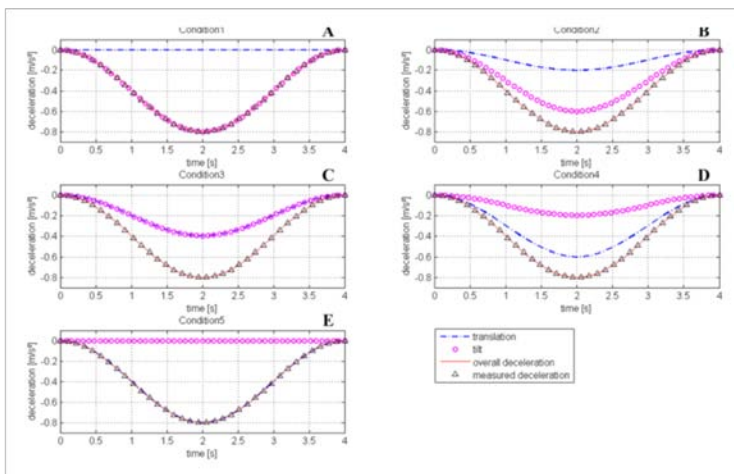 Condition1
A
deceleration [m/s²]
0
-0.2
-0.4
-0.6
-0.8
0 0.5 1 1.5 2 2.5 3 3.5 4
time [s]
Condition2
B
deceleration [m/s²]
0
-0.2
-0.4
-0.6
-0.8
0 0.5 1 1.5 2 2.5 3 3.5 4
time [s]
Condition3
C
deceleration [m/s²]
0
-0.2
-0.4
-0.6
-0.8
0 0.5 1 1.5 2 2.5 3 3.5 4
time [s]
Condition4
D
deceleration [m/s²]
0
-0.2
-0.4
-0.6
-0.8
0 0.5 1 1.5 2 2.5 3 3.5 4
time [s]
Condition5
E
deceleration [m/s²]
0
-0.2
-0.4
-0.6
-0.8
0 0.5 1 1.5 2 2.5 3 3.5 4
time [s]
translation
tilt
overall deceleration
measured deceleration